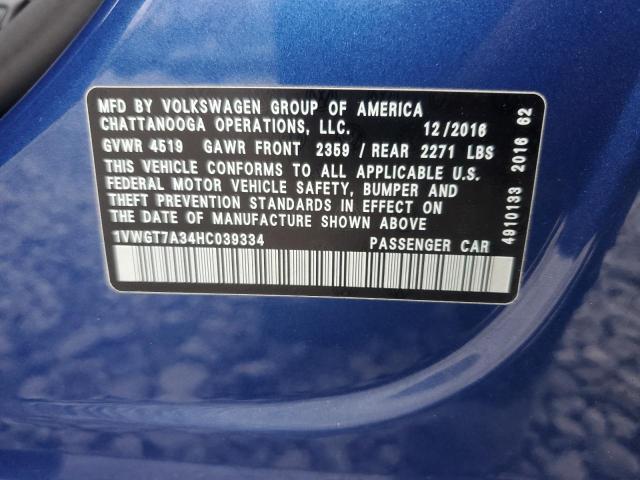 MFD BY VOLKSWAGEN GROUP OF AMERICA
CHATTANOOGA OPERATIONS, LLC. 12/2016
GVWR 4519 GAWR FRONT 2359 / REAR 2271 LBS
THIS VEHICLE CONFORMS TO ALL APPLICABLE U.S.
FEDERAL MOTOR VEHICLE SAFETY, BUMPER AND
THEFT PREVENTION STANDARDS IN EFFECT ON
THE DATE OF MANUFACTURE SHOWN ABOVE
1VWGT7A34HC039334 PASSENGER CAR
4910133 2016 62